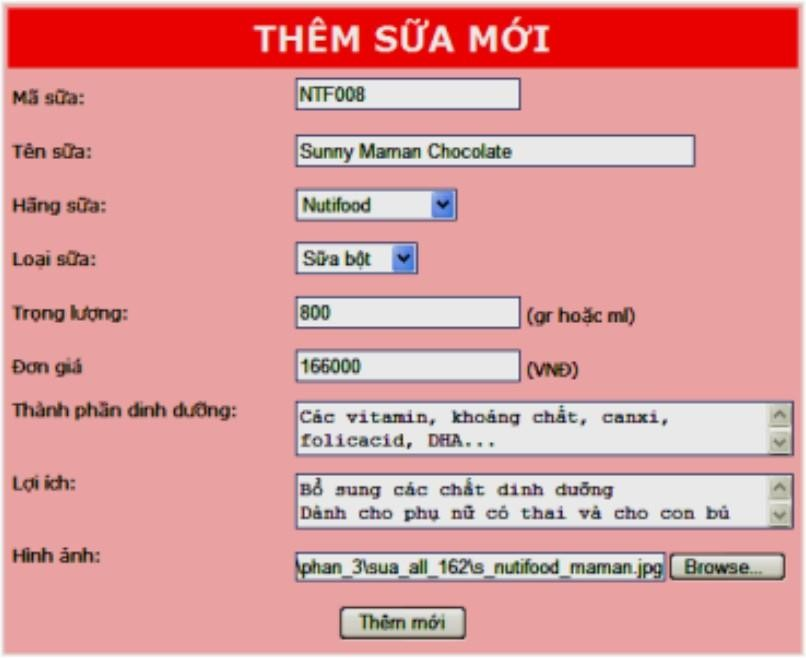 THÊM SỮA MỚI
Mã sữa: NTF008
Tên sữa: Sunny Maman Chocolate
Hãng sữa: Nutifood
Loại sữa: Sữa bột
Trọng lượng: 800 (gr hoặc ml)
Đơn giá 166000 (VNĐ)
Thành phần dinh dưỡng: Các vitamin, khoáng chất, canxi,
folicacid, DHA...
Lợi ích: Bổ sung các chất dinh dưỡng
Dành cho phụ nữ có thai và cho con bú
Hình ảnh: \phan_3\sua_all_162\s_nutifood_maman.jpg Browse...
Thêm mới